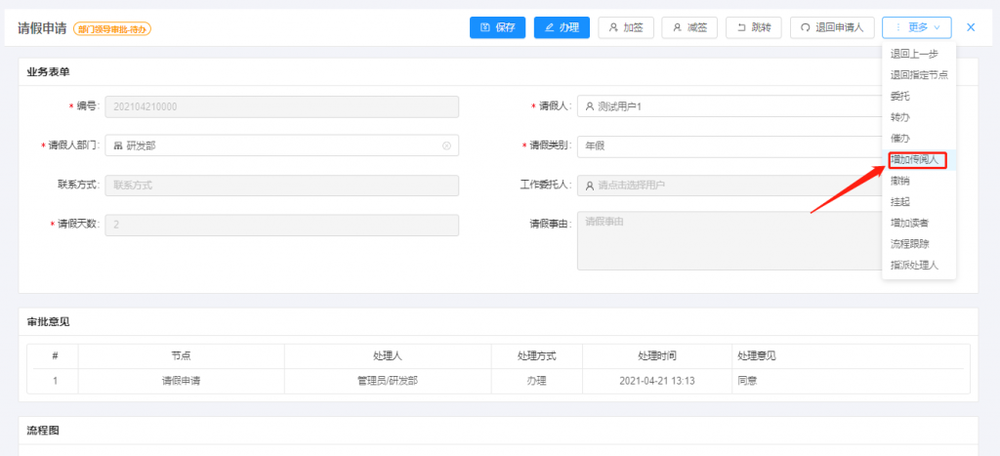 请假申请 部门领导审批-待办 保存 办理 加签 减签 跳转 退回申请人 更多
退回上一步
退回指定节点
委托
转办
催办
增加传阅人
撤销
挂起
增加读者
流程跟踪
指派处理人
业务表单
* 编号: 202104210000 * 请假人: 测试用户1
* 请假人部门: 研发部 * 请假类别: 年假
联系方式: 联系方式 工作委托人: 请点击选择用户
* 请假天数: 2 请假事由: 请假事由
审批意见
# 节点 处理人 处理方式 处理时间 处理意见
1 请假申请 管理员/研发部 办理 2021-04-21 13:13 同意
流程图